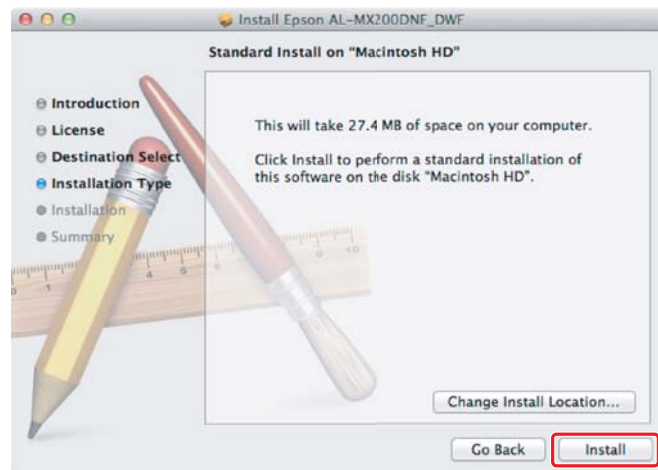 Install Epson AL-MX200DNF_DWF
Standard Install on "Macintosh HD"
Introduction
License
Destination Select
Installation Type
Installation
Summary
This will take 27.4 MB of space on your computer.
Click Install to perform a standard installation of
this software on the disk "Macintosh HD".
Change Install Location...
Go Back
Install